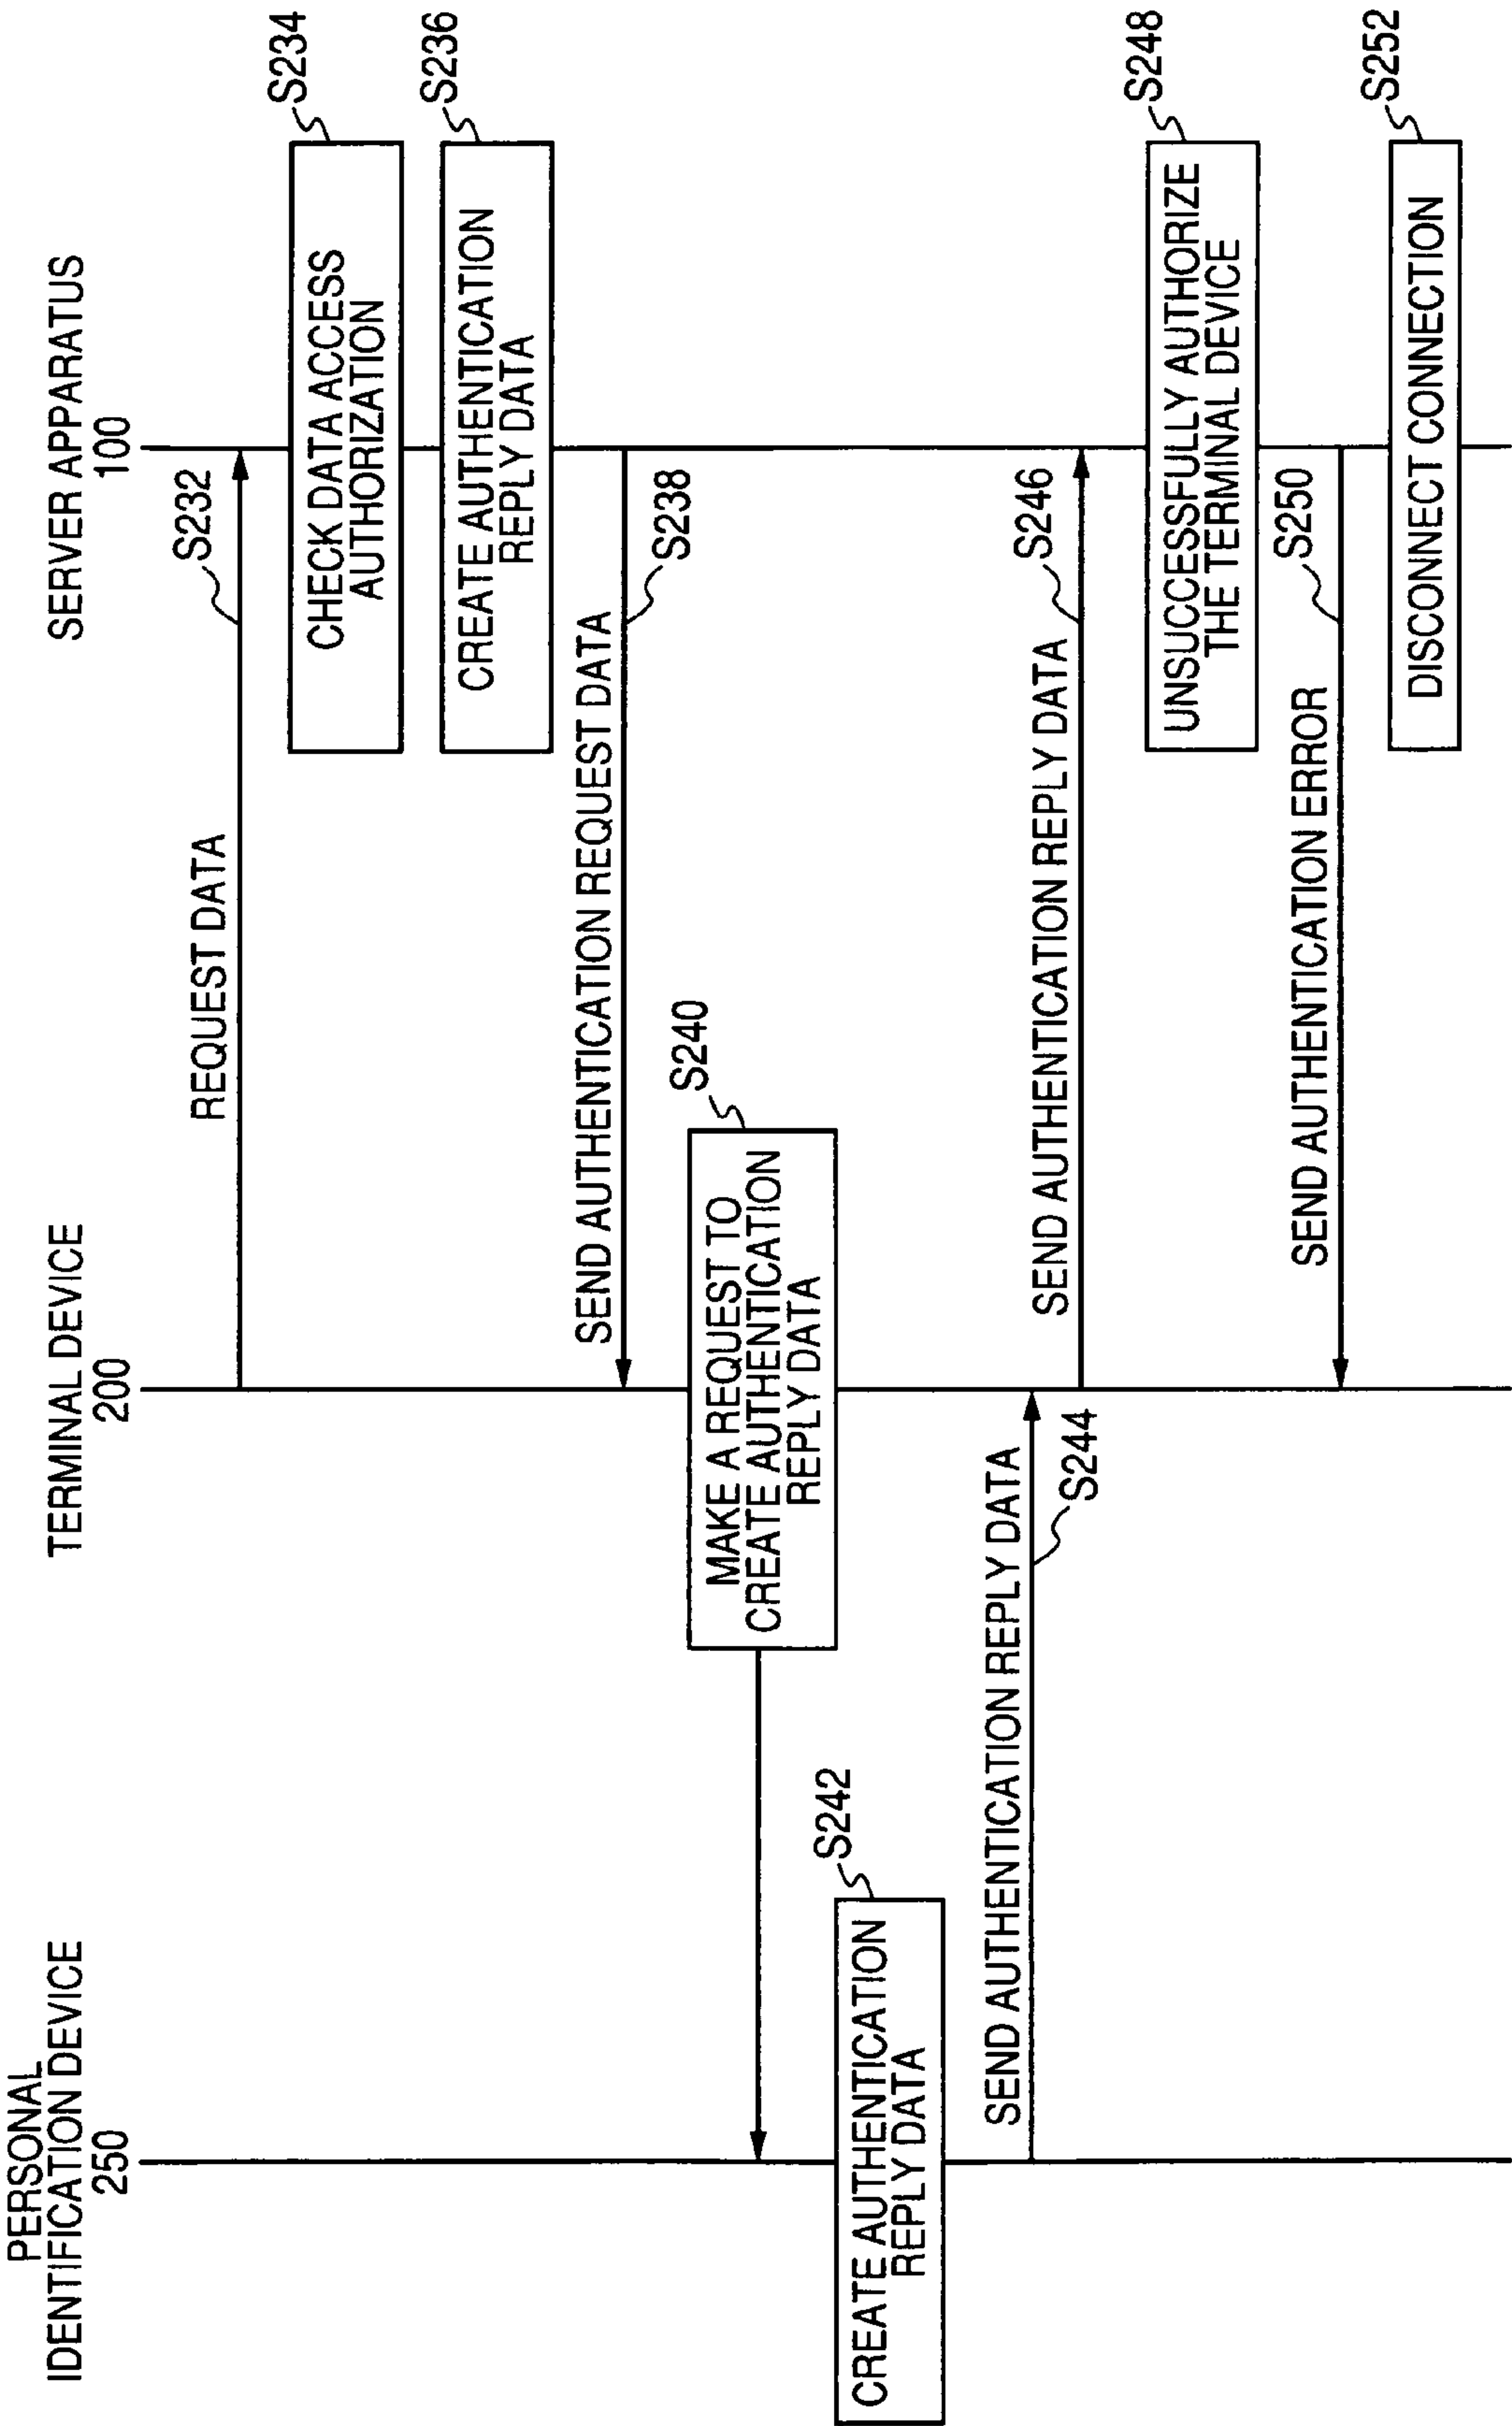 PERSONAL
IDENTIFICATION DEVICE
250
TERMINAL DEVICE
200
SERVER APPARATUS
100
REQUEST DATA
S232
CHECK DATA ACCESS
AUTHORIZATION
S234
CREATE AUTHENTICATION
REPLY DATA
S236
SEND AUTHENTICATION REQUEST DATA
S238
MAKE A REQUEST TO
CREATE AUTHENTICATION
REPLY DATA
S240
CREATE AUTHENTICATION
REPLY DATA
S242
SEND AUTHENTICATION REPLY DATA
S244
SEND AUTHENTICATION REPLY DATA
S246
UNSUCCESSFULLY AUTHORIZE
THE TERMINAL DEVICE
S248
SEND AUTHENTICATION ERROR
S250
DISCONNECT CONNECTION
S252